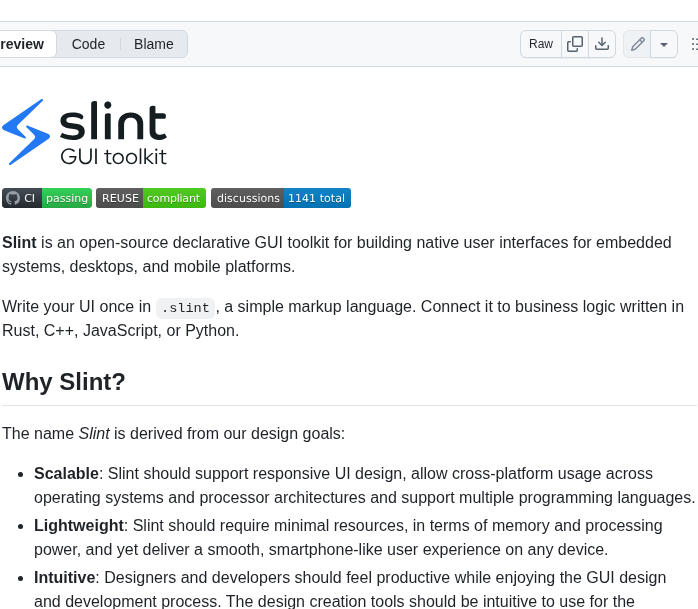 review Code Blame Raw
slint
GUI toolkit
CI passing REUSE compliant discussions 1141 total
Slint is an open-source declarative GUI toolkit for building native user interfaces for embedded
systems, desktops, and mobile platforms.
Write your UI once in .slint, a simple markup language. Connect it to business logic written in
Rust, C++, JavaScript, or Python.
Why Slint?
The name Slint is derived from our design goals:
• Scalable: Slint should support responsive UI design, allow cross-platform usage across
operating systems and processor architectures and support multiple programming languages.
• Lightweight: Slint should require minimal resources, in terms of memory and processing
power, and yet deliver a smooth, smartphone-like user experience on any device.
• Intuitive: Designers and developers should feel productive while enjoying the GUI design
and development process. The design creation tools should be intuitive to use for the